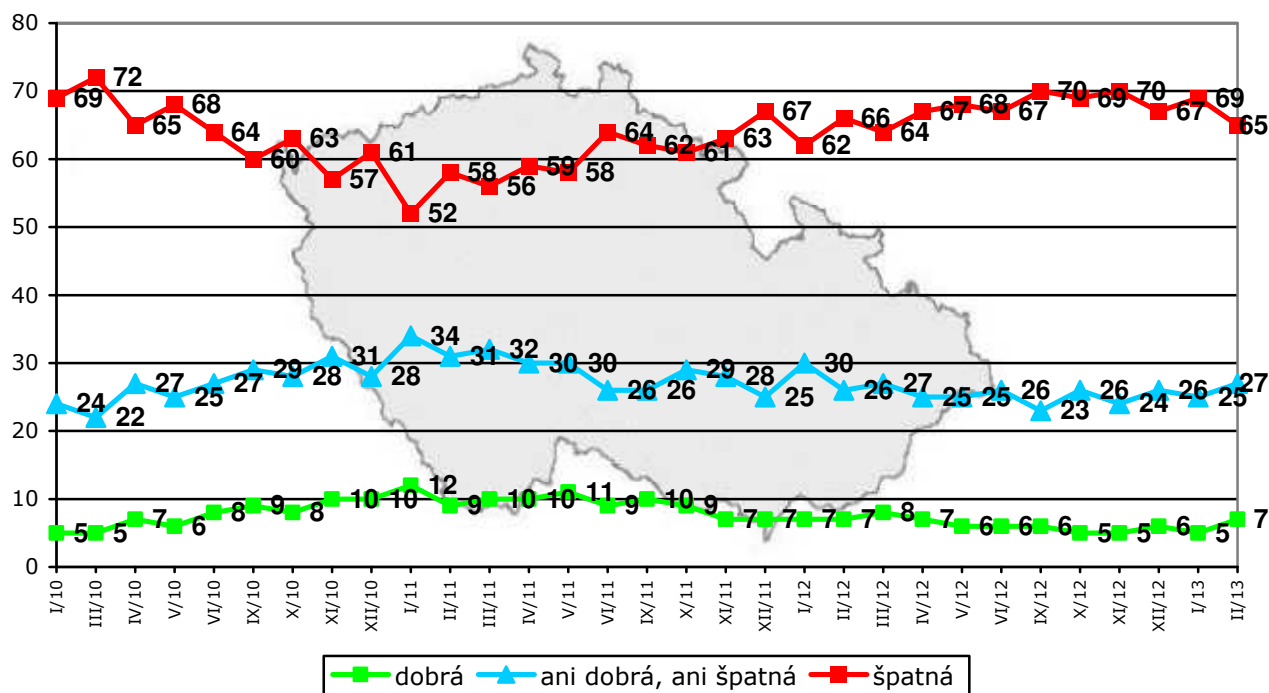 80
70
60
50
40
30
20
10
0
69 72 65 68 64 60 63 57 61 52 58 56 59 58 64 62 61 63 67 62 66 64 67 68 67 70 69 70 67 69 65
24 22 27 25 27 29 28 31 28 34 31 32 30 30 26 26 29 28 25 30 26 27 25 25 26 23 26 24 26 25 27
5 5 7 6 8 9 8 10 10 12 9 10 10 11 9 10 9 7 7 7 7 8 7 6 6 6 5 5 6 5 7
I/10 III/10 IV/10 V/10 VI/10 IX/10 X/10 XI/10 XII/10 I/11 II/11 III/11 IV/11 V/11 VI/11 IX/11 X/11 XI/11 XII/11 I/12 II/12 III/12 IV/12 V/12 VI/12 IX/12 X/12 XI/12 XII/12 I/13 II/13
dobrá ani dobrá, ani špatná špatná